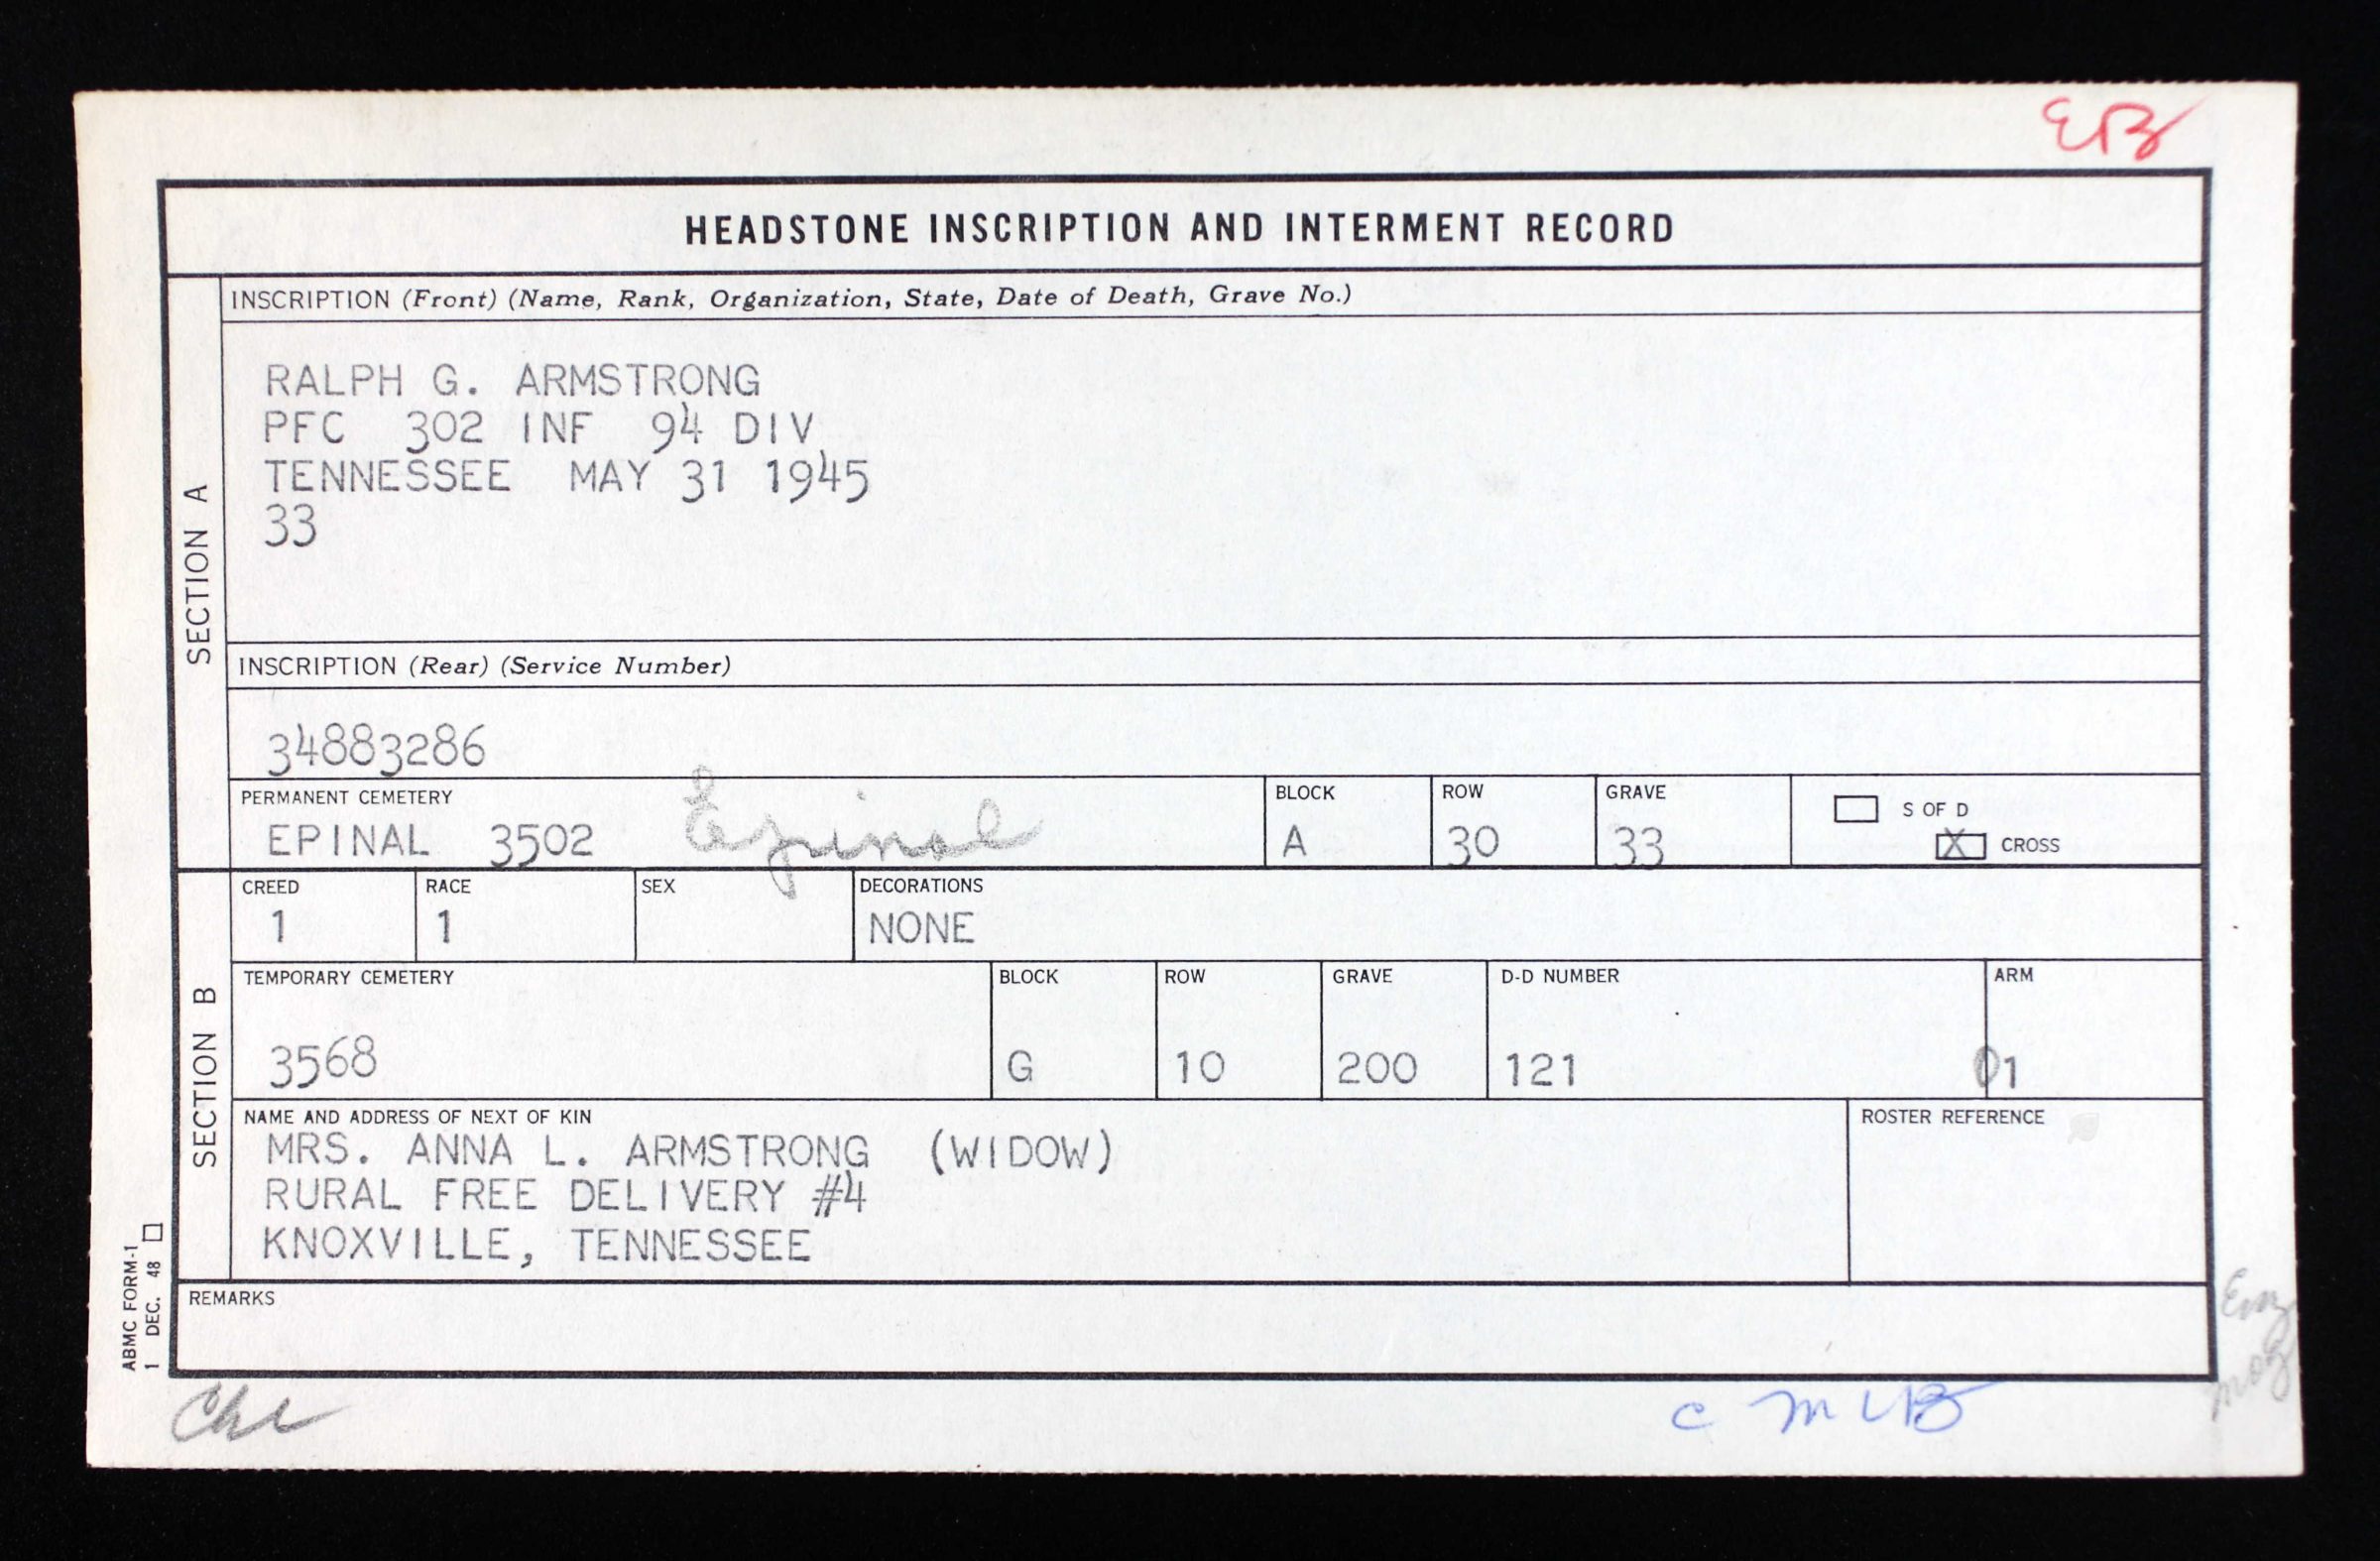 EB
HEADSTONE INSCRIPTION AND INTERMENT RECORD
SECTION A
INSCRIPTION (Front) (Name, Rank, Organization, State, Date of Death, Grave No.)
RALPH G. ARMSTRONG
PFC 302 INF 94 DIV
TENNESSEE MAY 31 1945
33
INSCRIPTION (Rear) (Service Number)
34883286
PERMANENT CEMETERY BLOCK ROW GRAVE
EPINAL 3502 Epinal A 30 33
S OF D
X CROSS
SECTION B
CREED RACE SEX DECORATIONS
1 1 NONE
TEMPORARY CEMETERY BLOCK ROW GRAVE D-D NUMBER ARM
3568 G 10 200 121 01
NAME AND ADDRESS OF NEXT OF KIN ROSTER REFERENCE
MRS. ANNA L. ARMSTRONG (WIDOW)
RURAL FREE DELIVERY #4
KNOXVILLE, TENNESSEE
REMARKS
ABMC FORM-1
1 DEC. 48